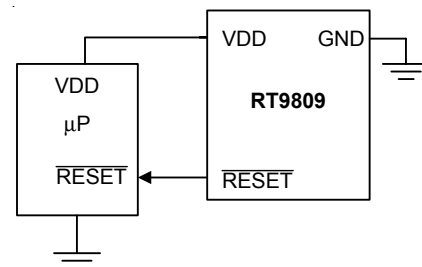 VDD GND
RT9809
RESET
VDD
μP
RESET